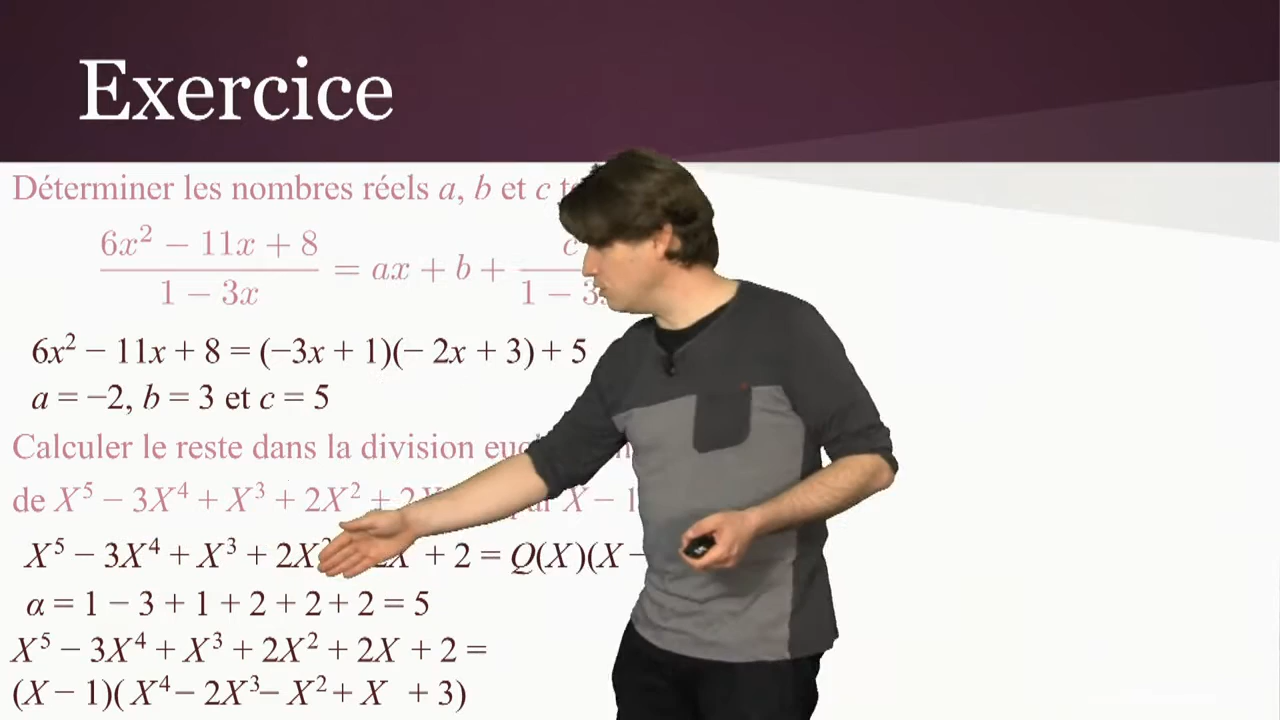 Exercice
Déterminer les nombres réels a, b et c
6x² − 11x + 8 / 1 − 3x = ax + b + c / 1 − 3
6x² − 11x + 8 = (−3x + 1)(− 2x + 3) + 5
a = −2, b = 3 et c = 5
Calculer le reste dans la division
de X⁵ − 3X⁴ + X³ + 2X² + X − 1
X⁵ − 3X⁴ + X³ + 2X + 2 = Q(X)(X −
α = 1 − 3 + 1 + 2 + 2 + 2 = 5
X⁵ − 3X⁴ + X³ + 2X² + 2X + 2 =
(X − 1)( X⁴ − 2X³ − X² + X + 3)